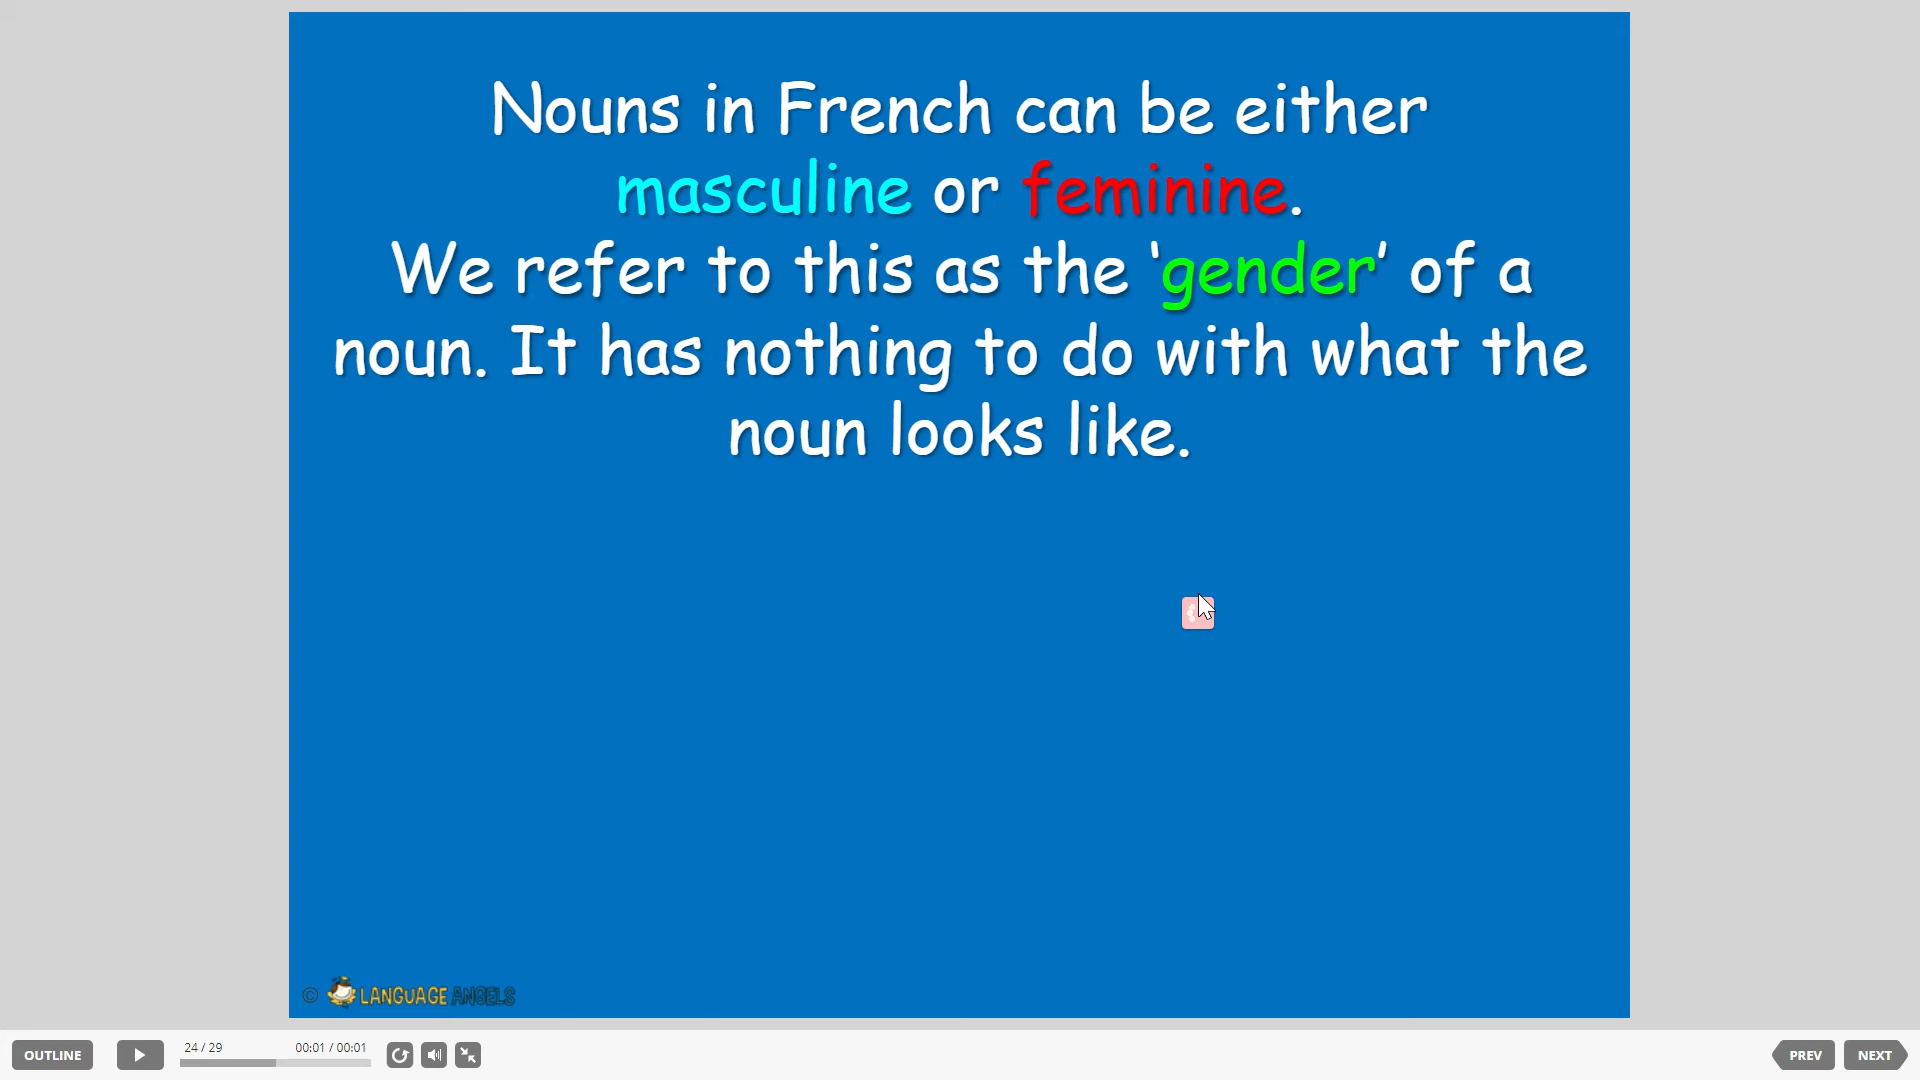 Nouns in French can be either
masculine or feminine.
We refer to this as the ‘gender’ of a
noun. It has nothing to do with what the
noun looks like.
© LANGUAGE ANGELS
OUTLINE
24 / 29
00:01 / 00:01
PREV
NEXT